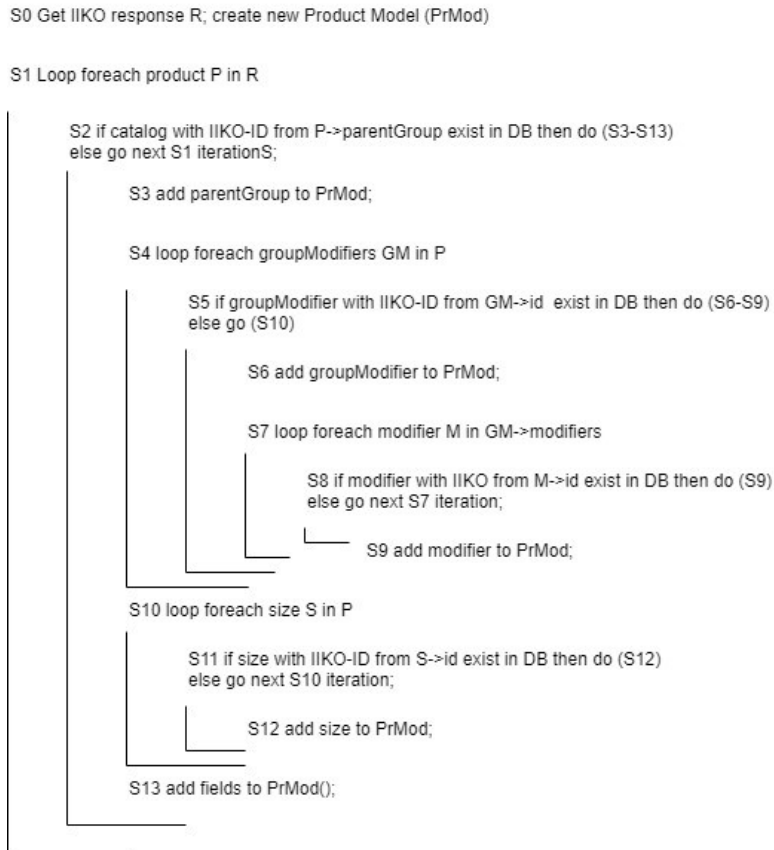 S0 Get IIKO response R; create new Product Model (PrMod)
S1 Loop foreach product P in R
S2 if catalog with IIKO-ID from P->parentGroup exist in DB then do (S3-S13)
else go next S1 iterationS;
S3 add parentGroup to PrMod;
S4 loop foreach groupModifiers GM in P
S5 if groupModifier with IIKO-ID from GM->id exist in DB then do (S6-S9)
else go (S10)
S6 add groupModifier to PrMod;
S7 loop foreach modifier M in GM->modifiers
S8 if modifier with IIKO from M->id exist in DB then do (S9)
else go next S7 iteration;
S9 add modifier to PrMod;
S10 loop foreach size S in P
S11 if size with IIKO-ID from S->id exist in DB then do (S12)
else go next S10 iteration;
S12 add size to PrMod;
S13 add fields to PrMod();